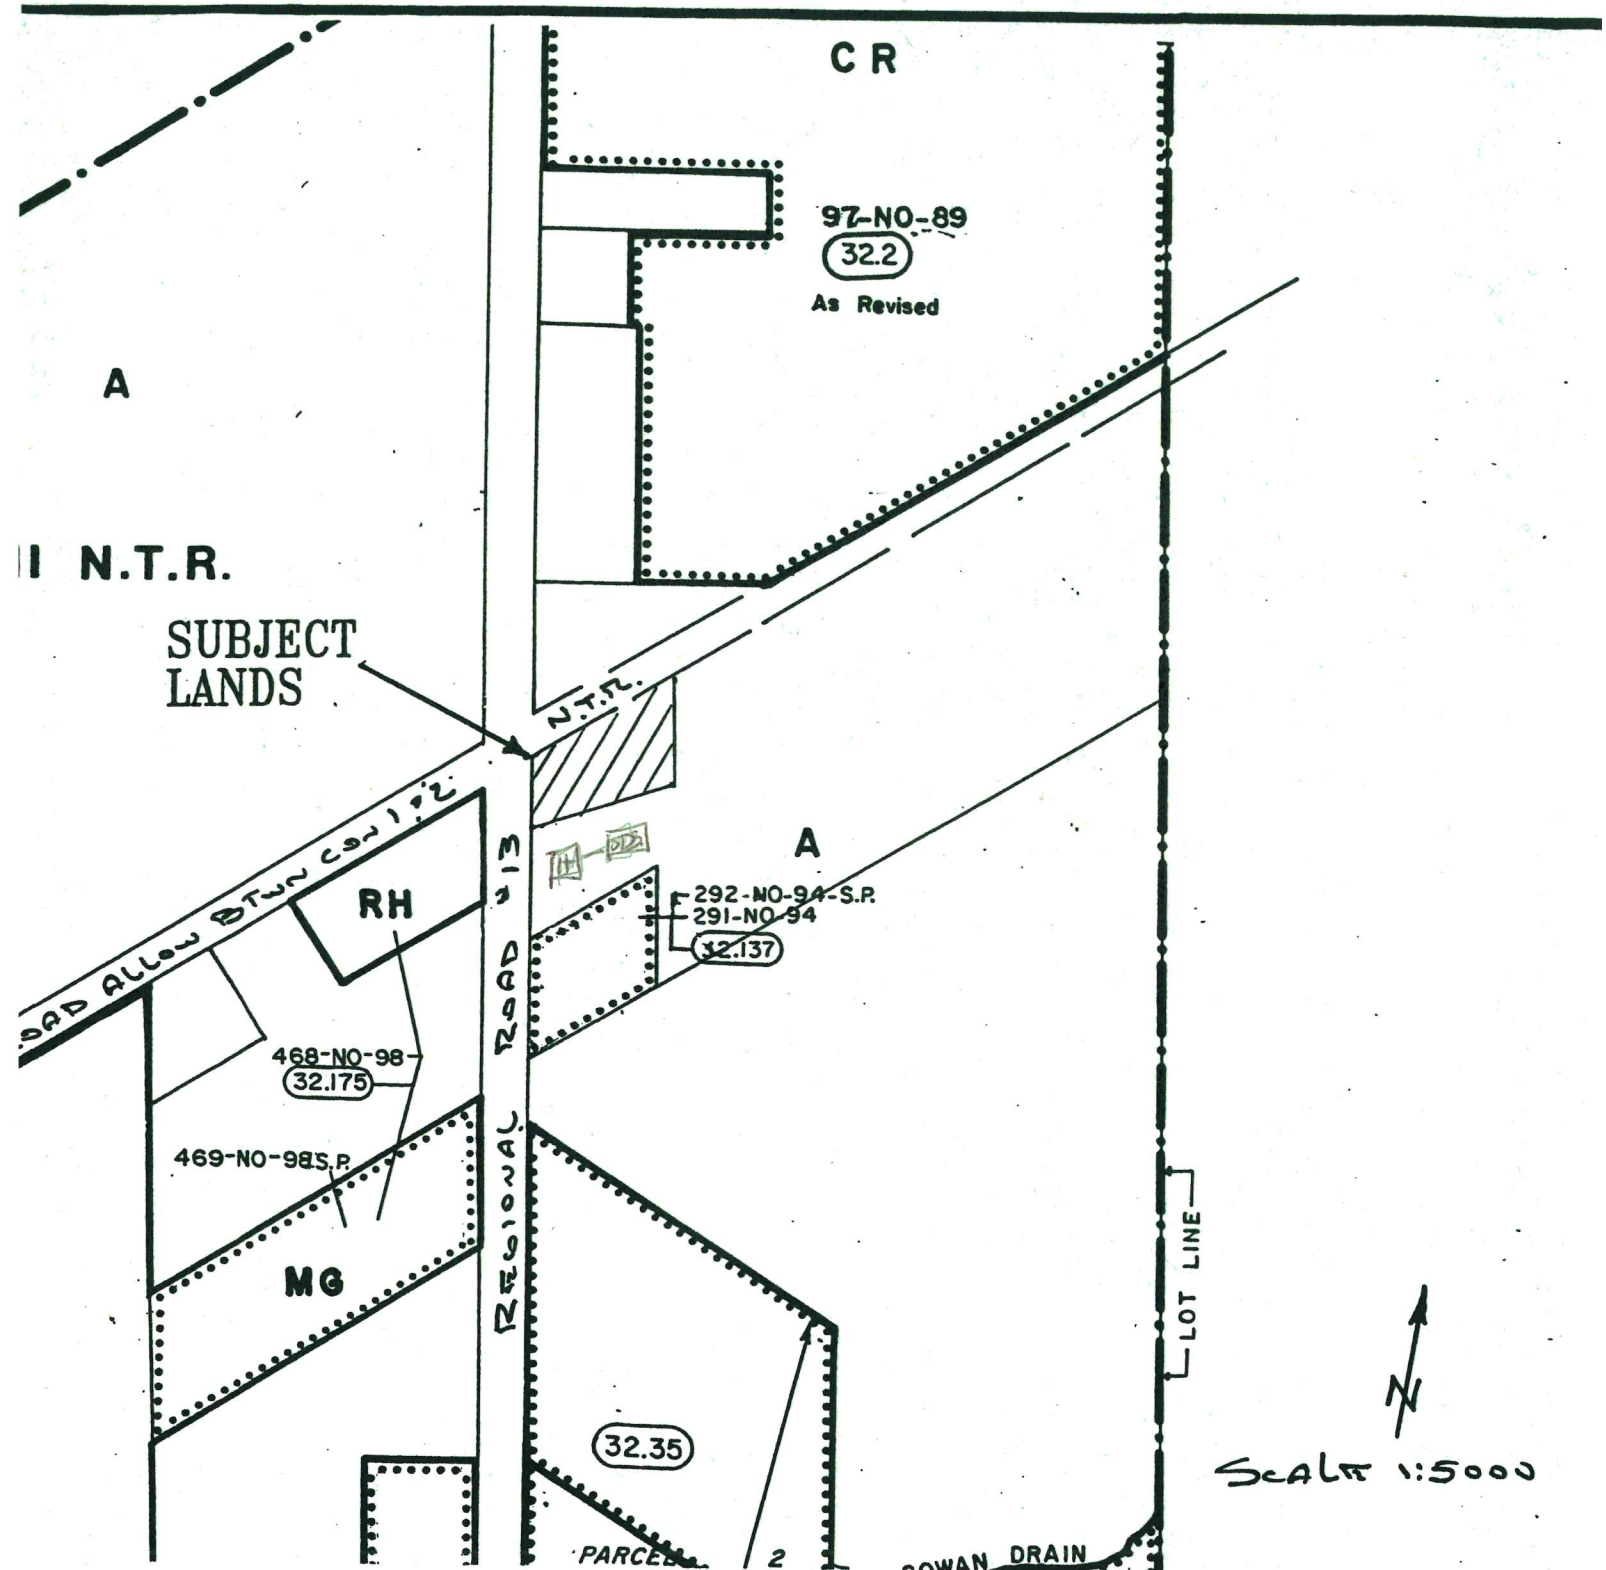 C R
97-NO-89
32.2
As Revised
A
N.T.R.
SUBJECT
LANDS
N.T.R.
ROAD ALLOW BTWN CON 1 & 2
RH
A
292-NO-94-S.P.
291-NO-94
32.137
REGIONAL ROAD #13
468-NO-98
32.175
469-NO-98S.P.
MG
LOT LINE
N
32.35
SCALE 1:5000
PARCEL 2
DRAIN